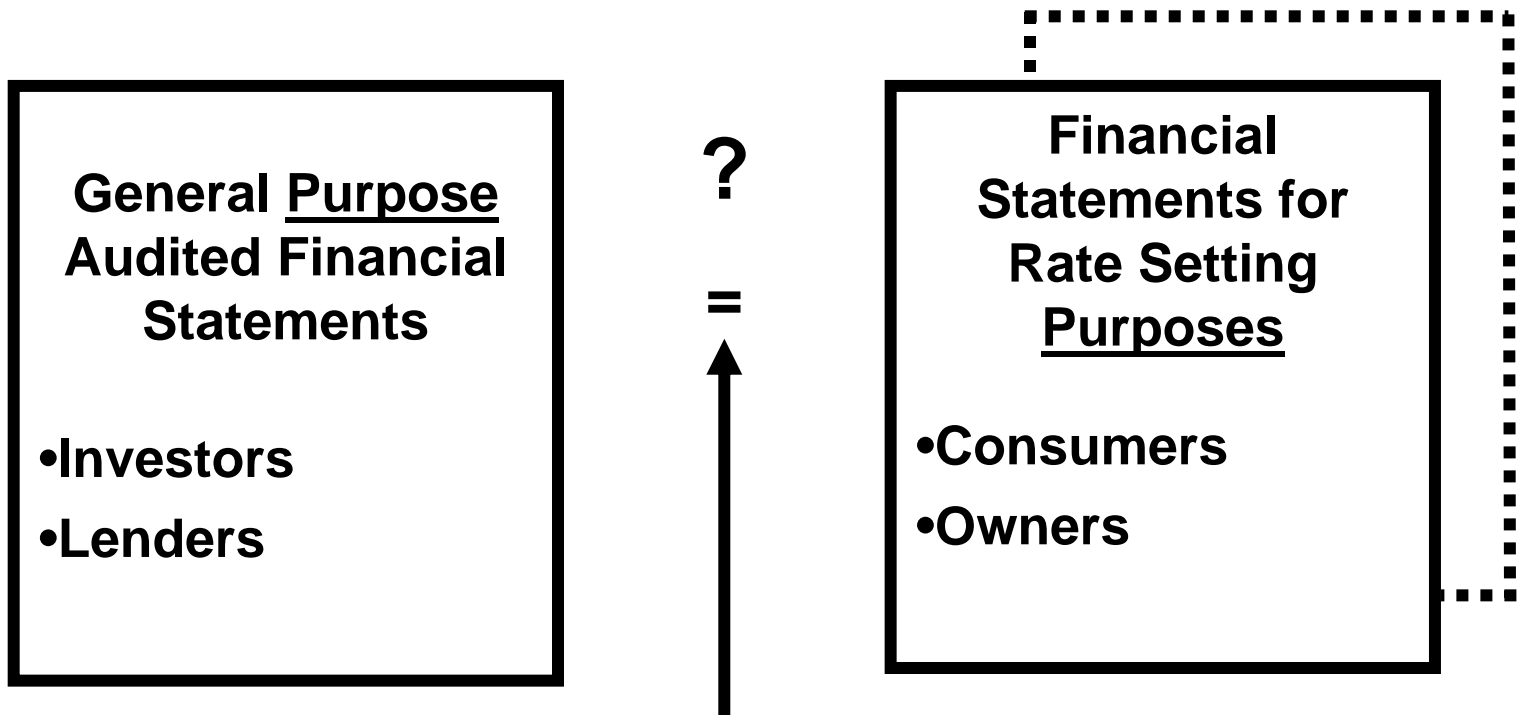 General Purpose
Audited Financial
Statements
•Investors
•Lenders
?
=
Financial
Statements for
Rate Setting
Purposes
•Consumers
•Owners